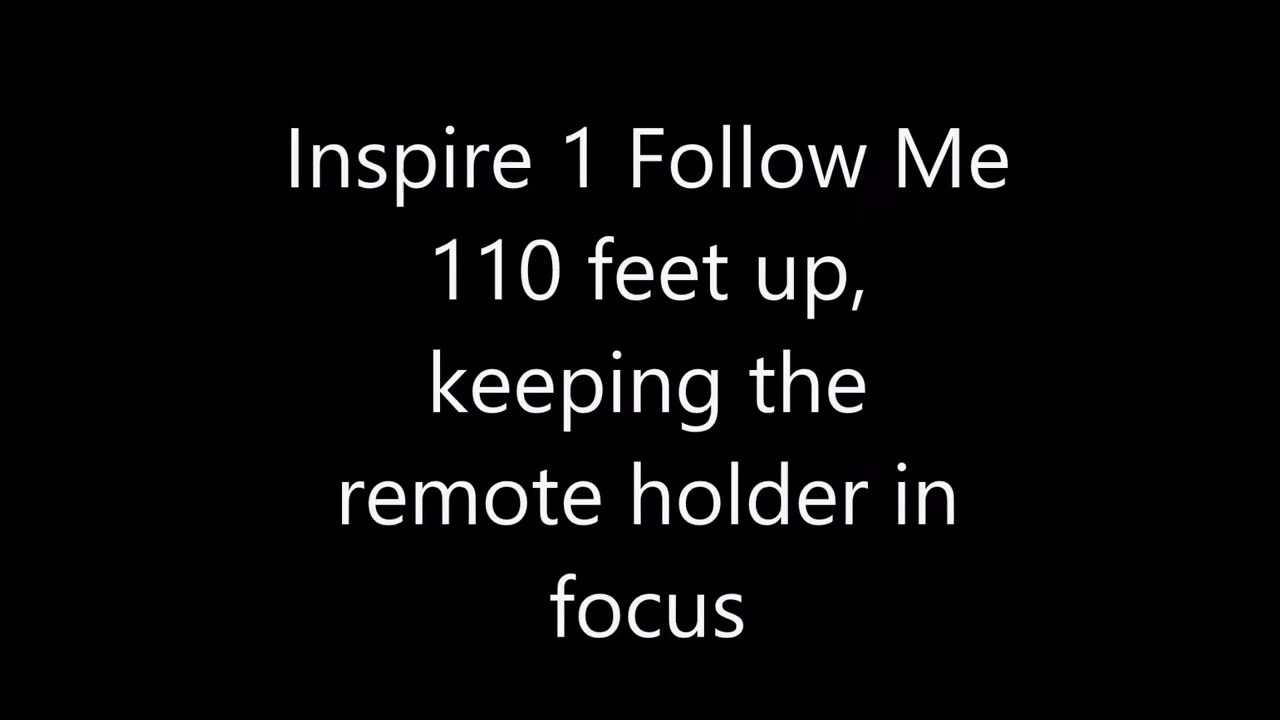 Inspire 1 Follow Me
110 feet up,
keeping the
remote holder in
focus